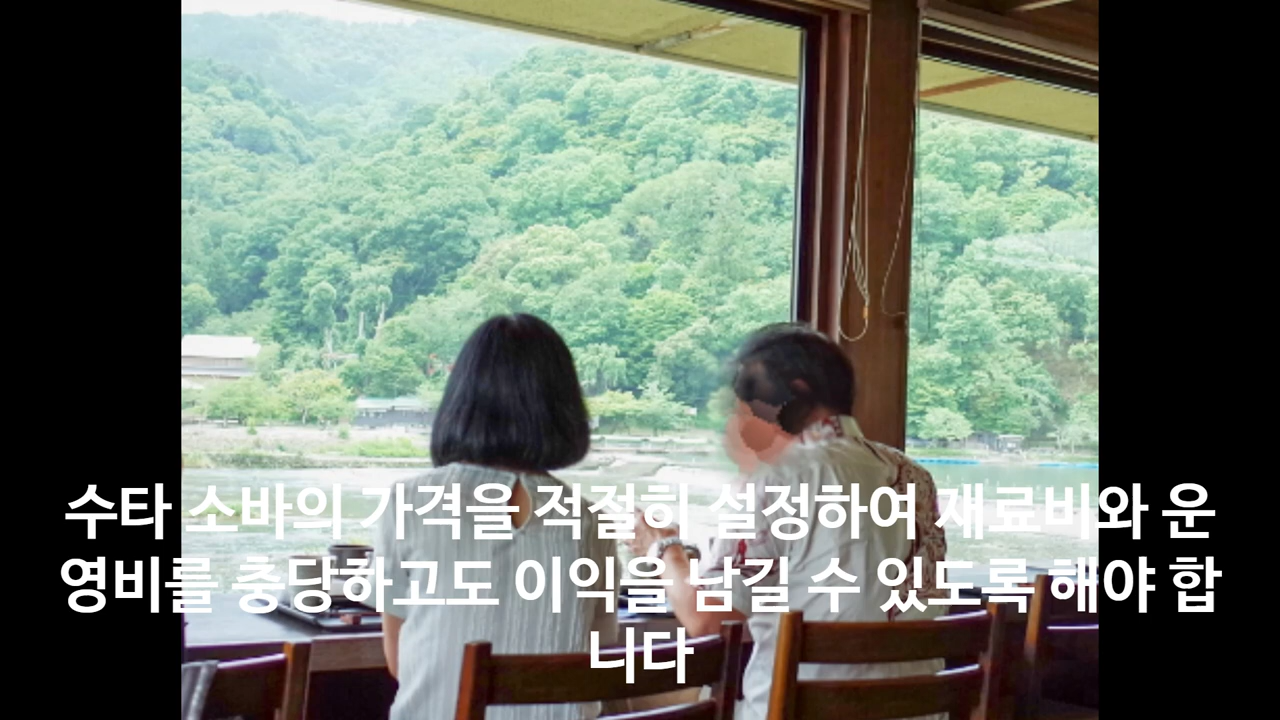 수타 소바의 가격을 적절히 설정하여 재료비와 운
영비를 충당하고도 이익을 남길 수 있도록 해야 합
니다